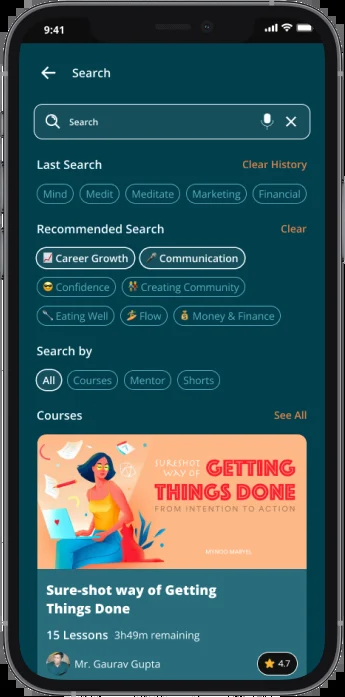 9:41
Search
Search
Last Search Clear History
Mind Medit Meditate Marketing Financial
Recommended Search Clear
Career Growth Communication
Confidence Creating Community
Eating Well Flow Money & Finance
Search by
All Courses Mentor Shorts
Courses See All
SURESHOT
WAY OF GETTING
THINGS DONE
FROM INTENTION TO ACTION
Sure-shot way of Getting
Things Done
15 Lessons 3h49m remaining
Mr. Gaurav Gupta 4.7